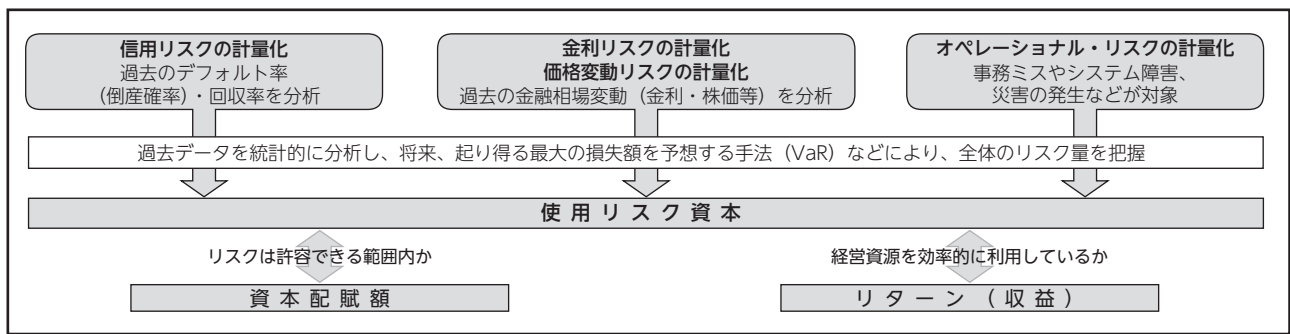 信用リスクの計量化
過去のデフォルト率
（倒産確率）・回収率を分析
金利リスクの計量化
価格変動リスクの計量化
過去の金融相場変動（金利・株価等）を分析
オペレーショナル・リスクの計量化
事務ミスやシステム障害、
災害の発生などが対象
過去データを統計的に分析し、将来、起り得る最大の損失額を予想する手法（VaR）などにより、全体のリスク量を把握
使用リスク資本
リスクは許容できる範囲内か
経営資源を効率的に利用しているか
資本配賦額
リターン（収益）